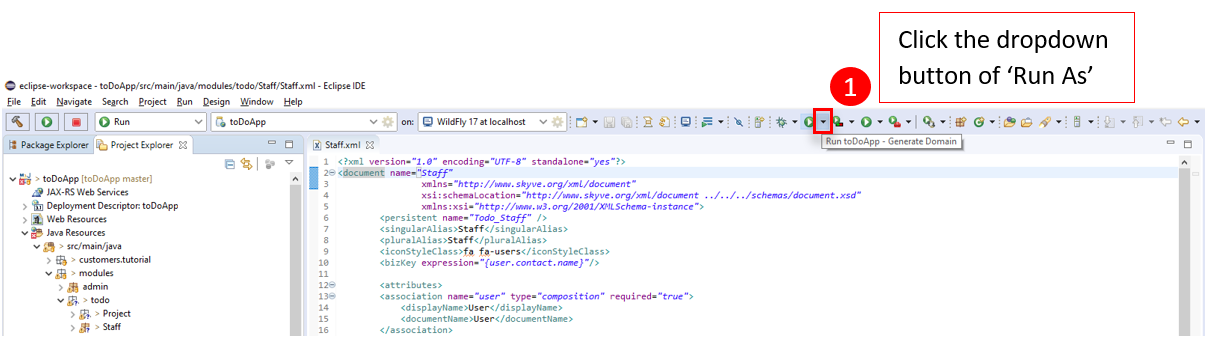 Click the dropdown
button of ‘Run As’
1
eclipse-workspace - toDoApp/src/main/java/modules/todo/Staff/Staff.xml - Eclipse IDE
File Edit Navigate Search Project Run Design Window Help
Run toDoApp on: WildFly 17 at localhost
Run toDoApp - Generate Domain
Package Explorer Project Explorer
Staff.xml
> toDoApp [toDoApp master]
JAX-RS Web Services
Deployment Descriptor: toDoApp
Web Resources
Java Resources
> src/main/java
> customers.tutorial
> modules
> admin
> todo
> Project
> Staff
1 <?xml version="1.0" encoding="UTF-8" standalone="yes"?>
2 <document name="Staff"
3 xmlns="http://www.skyve.org/xml/document"
4 xsi:schemaLocation="http://www.skyve.org/xml/document ../../../schemas/document.xsd"
5 xmlns:xsi="http://www.w3.org/2001/XMLSchema-instance">
6 <persistent name="Todo_Staff" />
7 <singularAlias>Staff</singularAlias>
8 <pluralAlias>Staff</pluralAlias>
9 <iconStyleClass>fa fa-users</iconStyleClass>
10 <bizKey expression="{user.contact.name}"/>
11
12 <attributes>
13 <association name="user" type="composition" required="true">
14 <displayName>User</displayName>
15 <documentName>User</documentName>
16 </association>